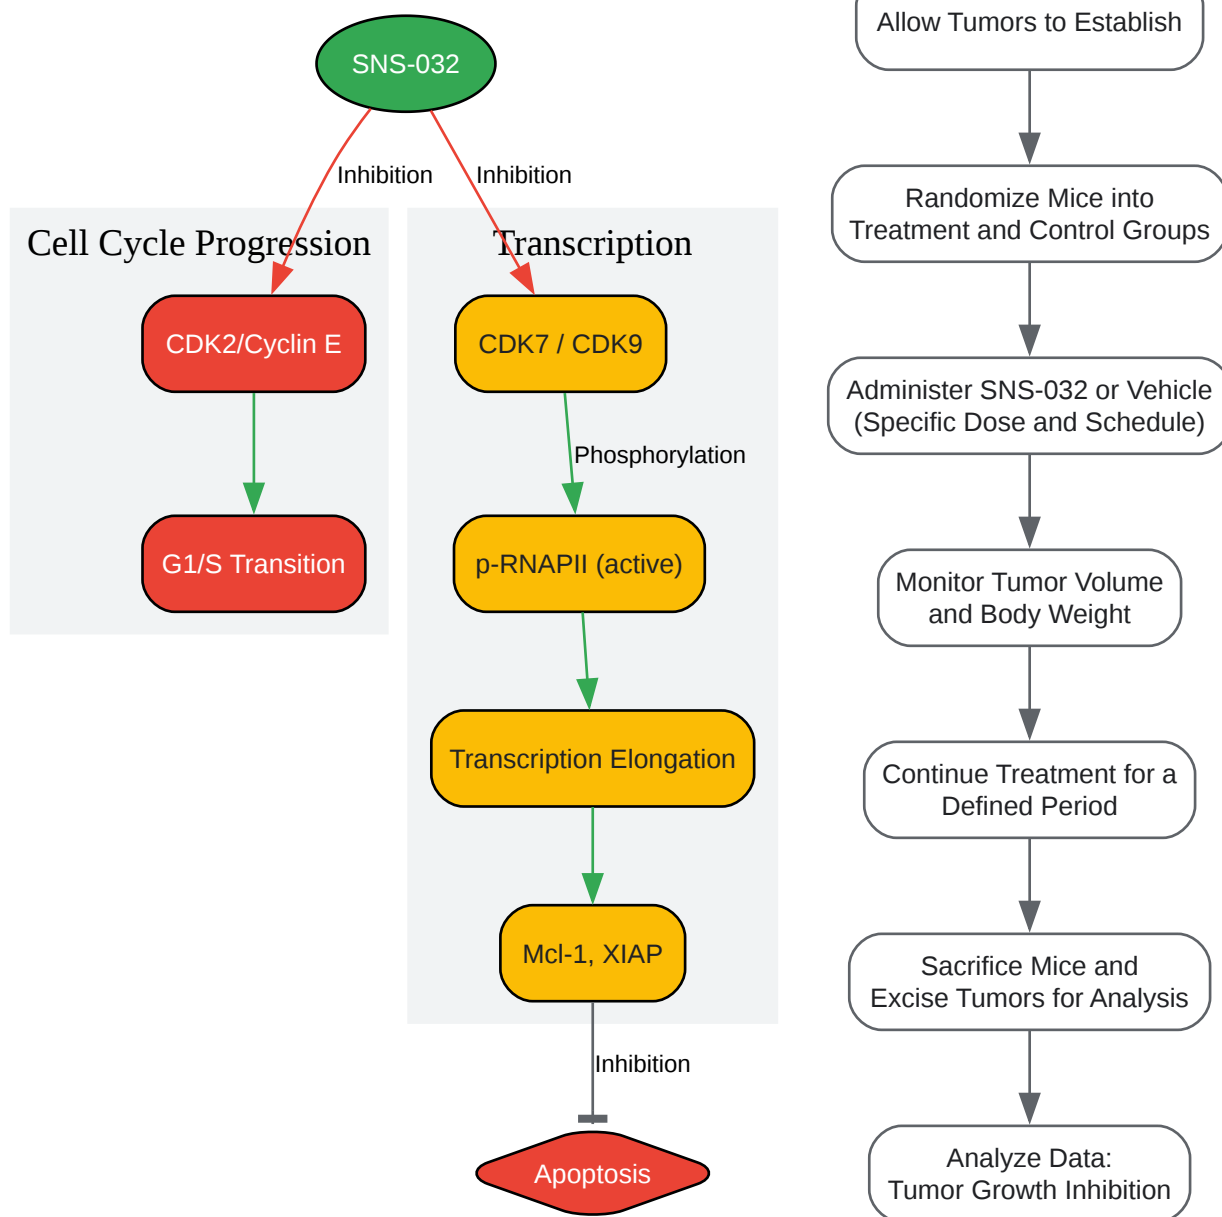 SNS-032
Inhibition
Inhibition
Cell Cycle Progression
Transcription
CDK2/Cyclin E
CDK7 / CDK9
Phosphorylation
G1/S Transition
p-RNAPII (active)
Transcription Elongation
Mcl-1, XIAP
Inhibition
Apoptosis
Allow Tumors to Establish
Randomize Mice into
Treatment and Control Groups
Administer SNS-032 or Vehicle
(Specific Dose and Schedule)
Monitor Tumor Volume
and Body Weight
Continue Treatment for a
Defined Period
Sacrifice Mice and
Excise Tumors for Analysis
Analyze Data:
Tumor Growth Inhibition